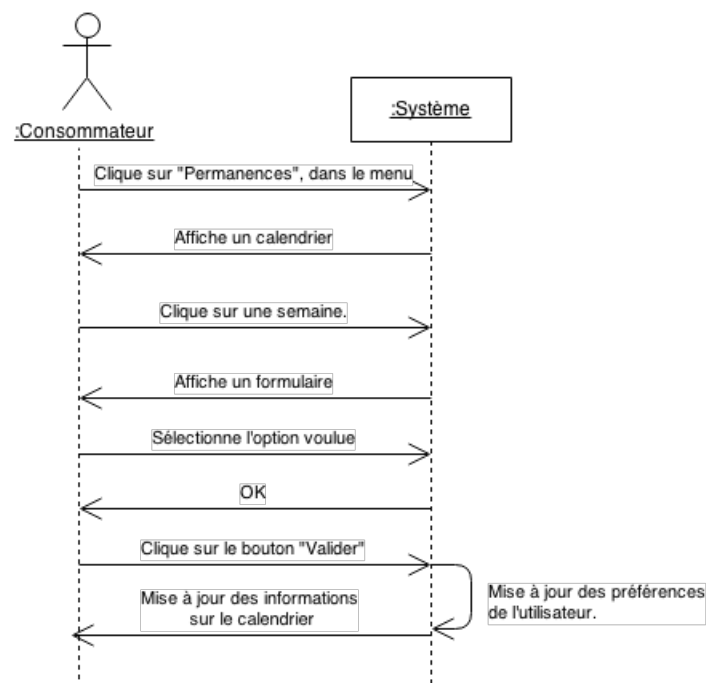 :Consommateur
:Système
Clique sur "Permanences", dans le menu
Affiche un calendrier
Clique sur une semaine.
Affiche un formulaire
Sélectionne l'option voulue
OK
Clique sur le bouton "Valider"
Mise à jour des préférences
de l'utilisateur.
Mise à jour des informations
sur le calendrier